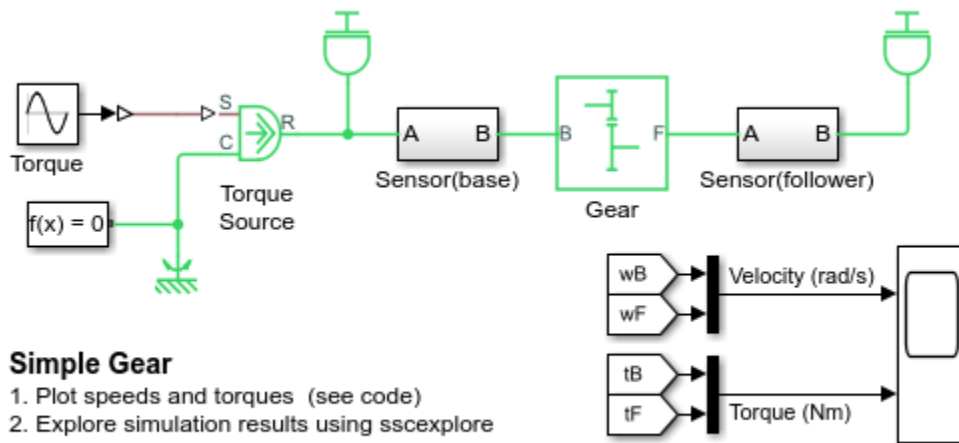 Torque
S
C
R
Torque
Source
f(x) = 0
A
B
Sensor(base)
B
F
Gear
A
B
Sensor(follower)
wB
wF
Velocity (rad/s)
tB
tF
Torque (Nm)
Simple Gear
1. Plot speeds and torques (see code)
2. Explore simulation results using sscexplore